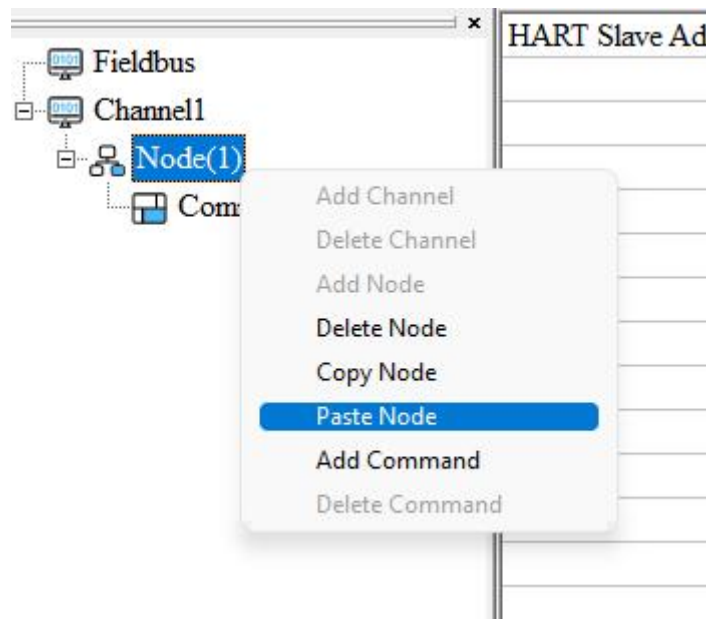 HART Slave Ad
Fieldbus
Channel1
Node(1)
Com
Add Channel
Delete Channel
Add Node
Delete Node
Copy Node
Paste Node
Add Command
Delete Command